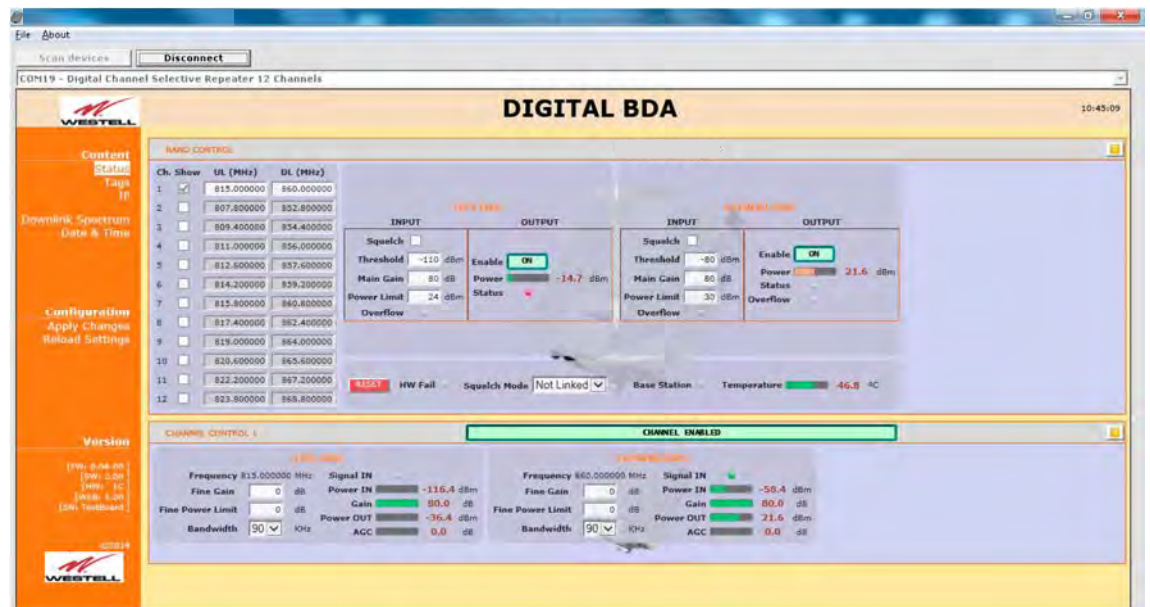 File About
Scan devices Disconnect
COM19 - Digital Channel Selective Repeater 12 Channels
WESTELL
DIGITAL BDA
10:45:09
Content
Status
Tags
IP
Downlink Spectrum
Date & Time
Configuration
Apply Changes
Reload Settings
Version
©2014
WESTELL
BAND CONTROL
Ch. Show UL (MHz) DL (MHz)
1 815.000000 860.000000
2 807.800000 852.800000
3 809.400000 854.400000
4 811.000000 856.000000
5 812.600000 857.600000
6 814.200000 859.200000
7 815.800000 860.800000
8 817.400000 862.400000
9 819.000000 864.000000
10 820.600000 865.600000
11 822.200000 867.200000
12 823.800000 868.800000
INPUT OUTPUT
Squelch
Threshold -110 dBm Enable ON
Main Gain 80 dB Power -14.7 dBm
Power Limit 24 dBm Status
Overflow
INPUT OUTPUT
Squelch
Threshold -80 dBm Enable ON
Main Gain 80 dB Power 21.6 dBm
Status
Power Limit 30 dBm Overflow
Overflow
RESET HW Fail Squelch Mode Not Linked Base Station Temperature 46.8 ºC
CHANNEL CONTROL 1 CHANNEL ENABLED
Frequency 815.000000 MHz Signal IN
Fine Gain 0 dB Power IN -116.4 dBm
Gain 80.0 dB
Fine Power Limit 0 dB Power OUT -36.4 dBm
Bandwidth 90 KHz AGC 0.0 dB
Frequency 860.000000 MHz Signal IN
Fine Gain 0 dB Power IN -58.4 dBm
Gain 80.0 dB
Fine Power Limit 0 dB Power OUT 21.6 dBm
Bandwidth 90 KHz AGC 0.0 dB